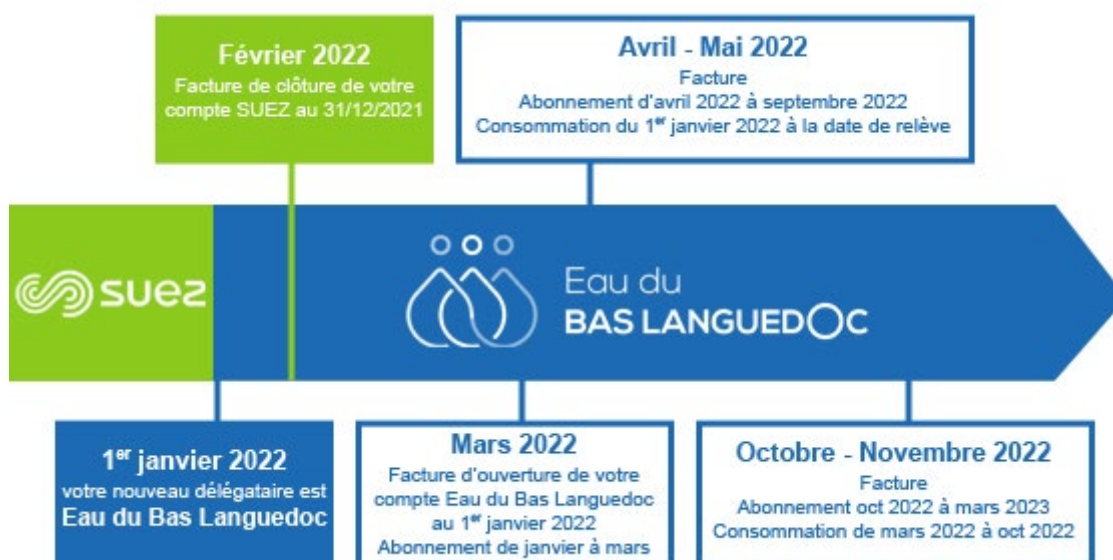 Février 2022
Facture de clôture de votre
compte SUEZ au 31/12/2021
Avril - Mai 2022
Facture
Abonnement d'avril 2022 à septembre 2022
Consommation du 1er janvier 2022 à la date de relève
suez
Eau du
BAS LANGUEDOC
1er janvier 2022
votre nouveau délégataire est
Eau du Bas Languedoc
Mars 2022
Facture d'ouverture de votre
compte Eau du Bas Languedoc
au 1er janvier 2022
Abonnement de janvier à mars
Octobre - Novembre 2022
Facture
Abonnement oct 2022 à mars 2023
Consommation de mars 2022 à oct 2022